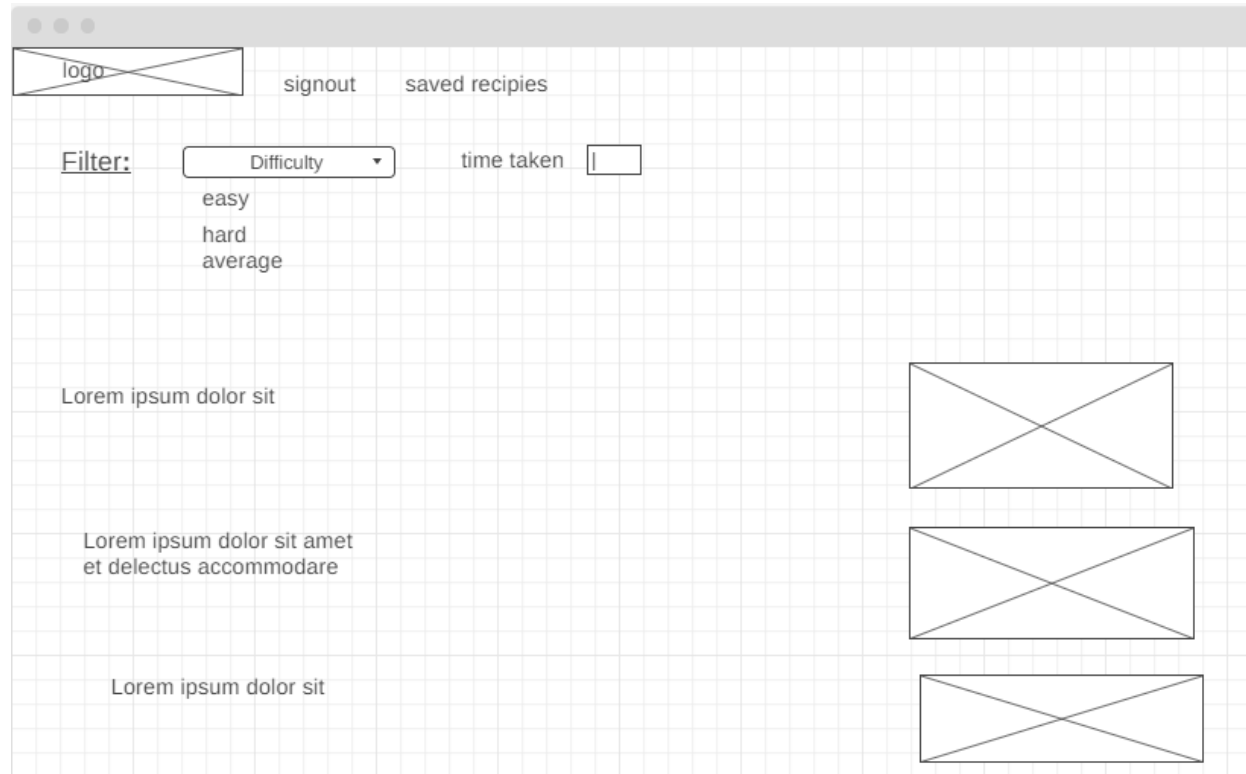 logo
signout saved recipies
Filter: Difficulty time taken
easy
hard
average
Lorem ipsum dolor sit
Lorem ipsum dolor sit amet
et delectus accommodare
Lorem ipsum dolor sit